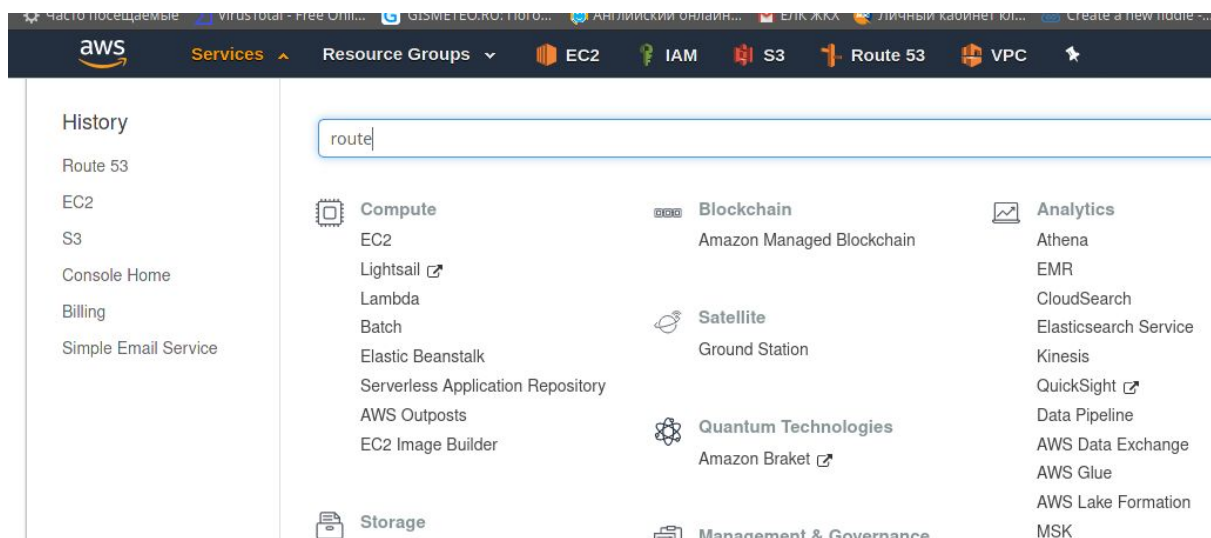 Часто посещаемые VirusTotal - Free Onli... GISMETEO.RU: Пого... Английский онлайн... ЕЛК ЖКХ Личный кабинет кл... Create a new fiddle -...
aws Services Resource Groups EC2 IAM S3 Route 53 VPC
History
Route 53
EC2
S3
Console Home
Billing
Simple Email Service
route
Compute
EC2
Lightsail
Lambda
Batch
Elastic Beanstalk
Serverless Application Repository
AWS Outposts
EC2 Image Builder
Storage
Blockchain
Amazon Managed Blockchain
Satellite
Ground Station
Quantum Technologies
Amazon Braket
Management & Governance
Analytics
Athena
EMR
CloudSearch
Elasticsearch Service
Kinesis
QuickSight
Data Pipeline
AWS Data Exchange
AWS Glue
AWS Lake Formation
MSK